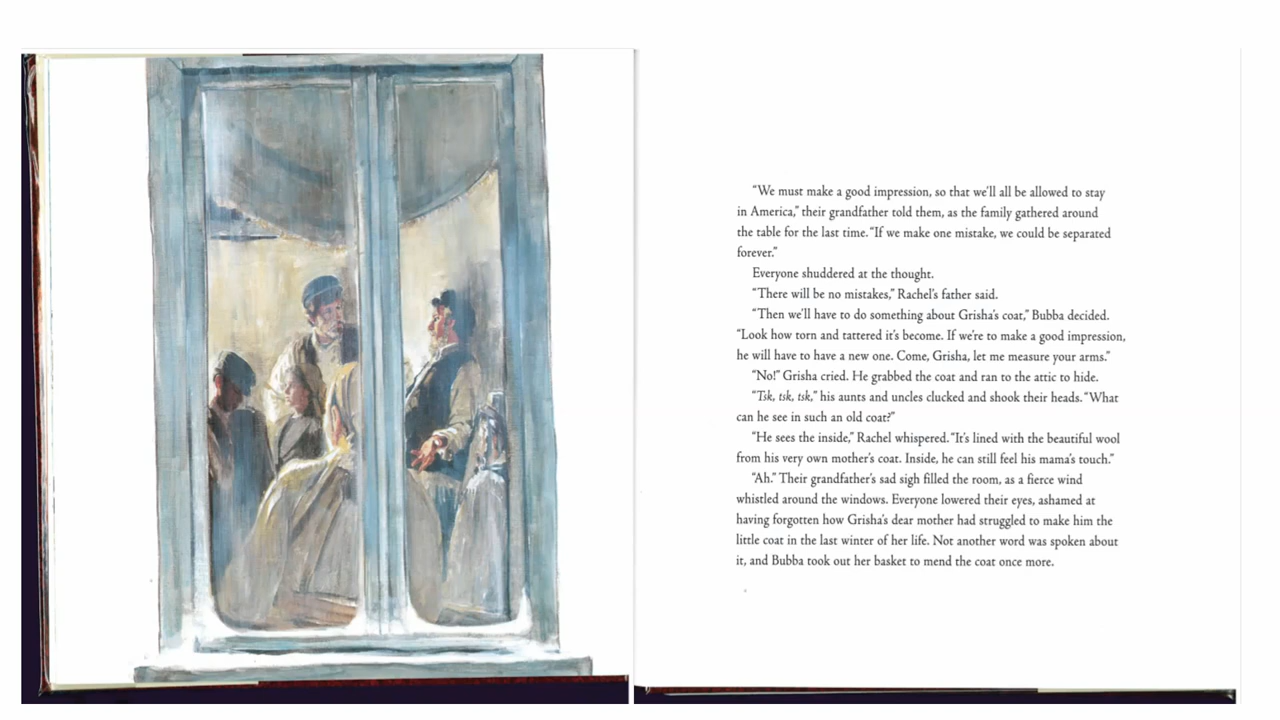 “We must make a good impression, so that we’ll all be allowed to stay
in America,” their grandfather told them, as the family gathered around
the table for the last time. “If we make one mistake, we could be separated
forever.”
Everyone shuddered at the thought.
“There will be no mistakes,” Rachel’s father said.
“Then we’ll have to do something about Grisha’s coat,” Bubba decided.
“Look how torn and tattered it’s become. If we’re to make a good impression,
he will have to have a new one. Come, Grisha, let me measure your arms.”
“No!” Grisha cried. He grabbed the coat and ran to the attic to hide.
“Tsk, tsk, tsk,” his aunts and uncles clucked and shook their heads. “What
can he see in such an old coat?”
“He sees the inside,” Rachel whispered. “It’s lined with the beautiful wool
from his very own mother’s coat. Inside, he can still feel his mama’s touch.”
“Ah.” Their grandfather’s sad sigh filled the room, as a fierce wind
whistled around the windows. Everyone lowered their eyes, ashamed at
having forgotten how Grisha’s dear mother had struggled to make him the
little coat in the last winter of her life. Not another word was spoken about
it, and Bubba took out her basket to mend the coat once more.